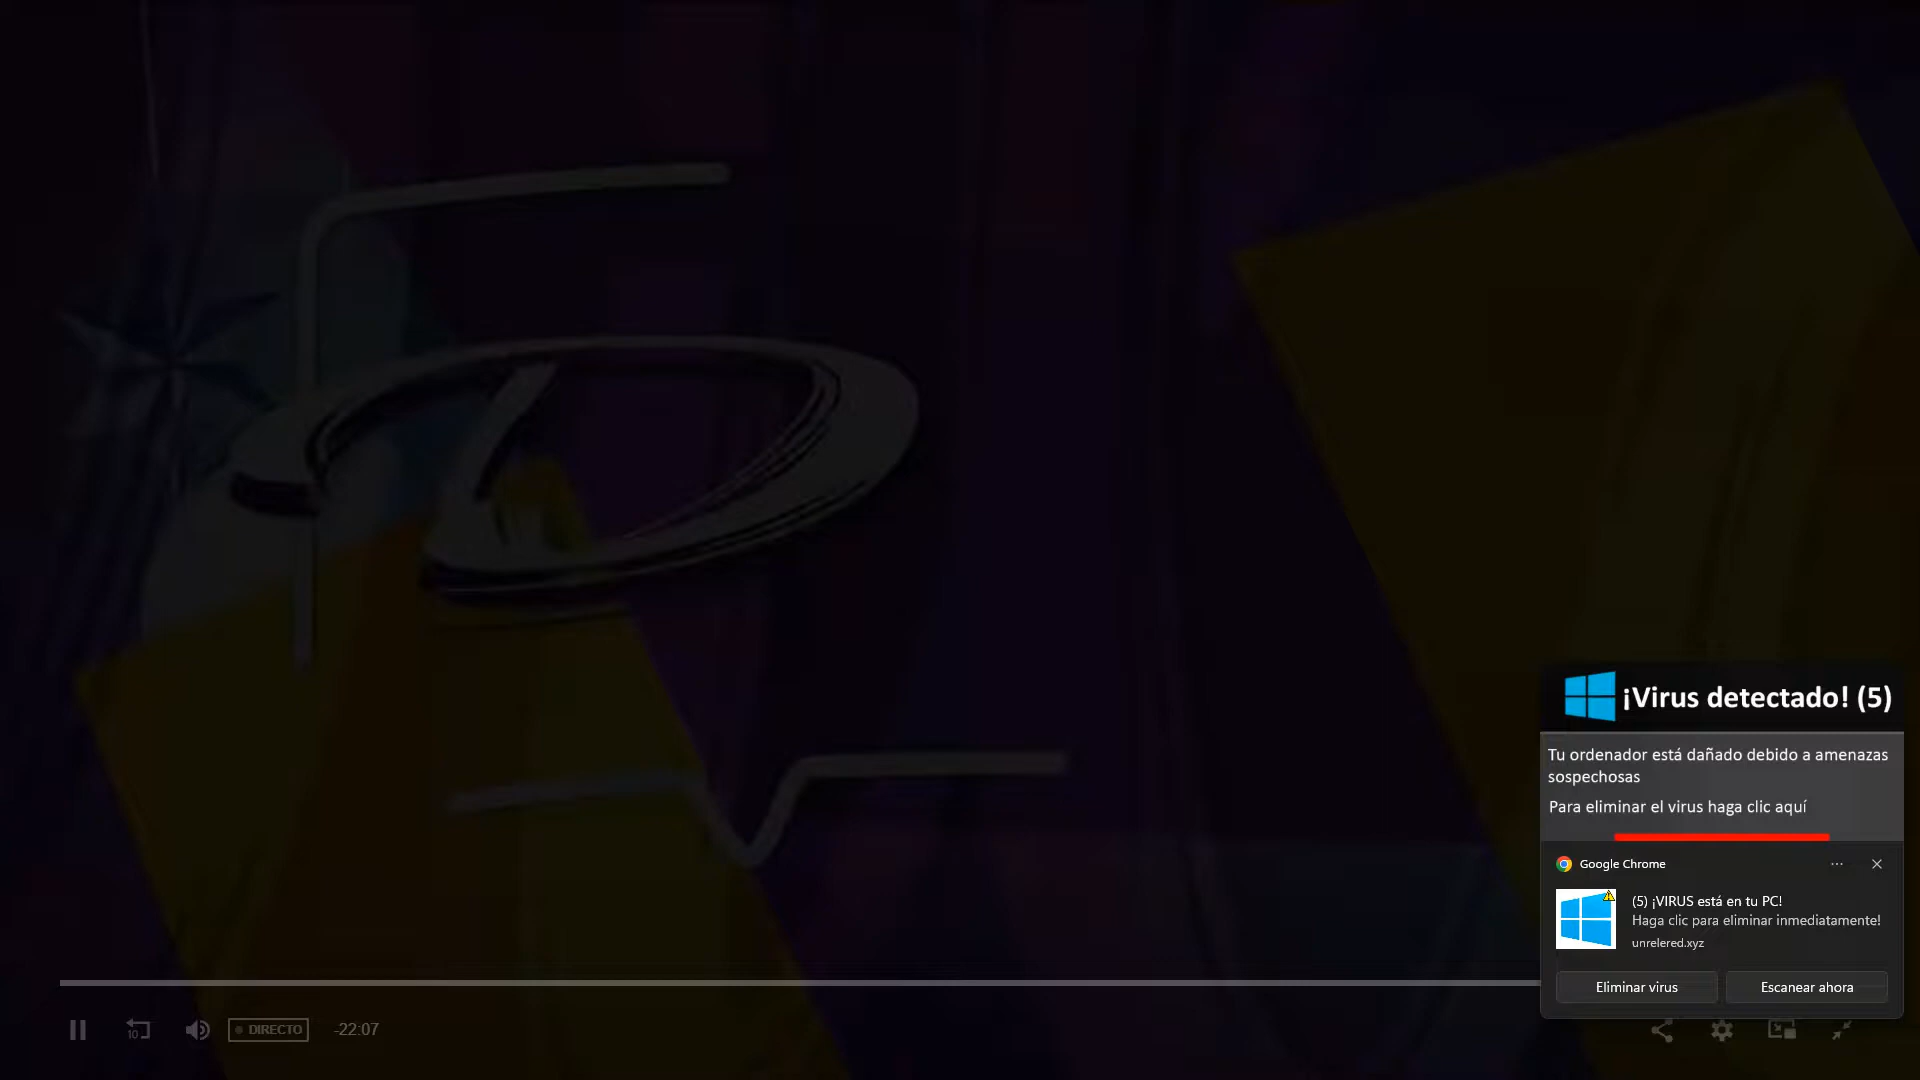 ¡Virus detectado! (5)
Tu ordenador está dañado debido a amenazas
sospechosas
Para eliminar el virus haga clic aquí
Google Chrome
(5) ¡VIRUS está en tu PC!
Haga clic para eliminar inmediatamente!
unrelered.xyz
Eliminar virus
Escanear ahora
10
DIRECTO
-22:07